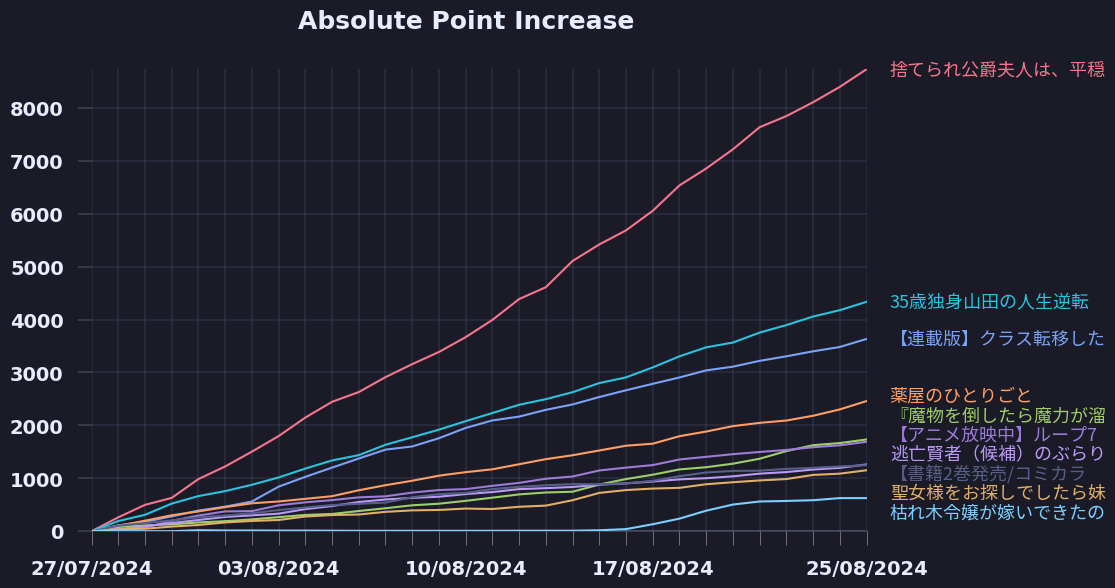 Absolute Point Increase
捨てられ公爵夫人は、平穏
8000
7000
6000
5000
35歳独身山田の人生逆転
4000
【連載版】クラス転移した
3000
薬屋のひとりごと
『魔物を倒したら魔力が溜
2000
【アニメ放映中】ループ7
逃亡賢者（候補）のぶらり
【書籍2巻発売/コミカラ
1000
聖女様をお探しでしたら妹
枯れ木令嬢が嫁いできたの
0
27/07/2024
03/08/2024
10/08/2024
17/08/2024
25/08/2024